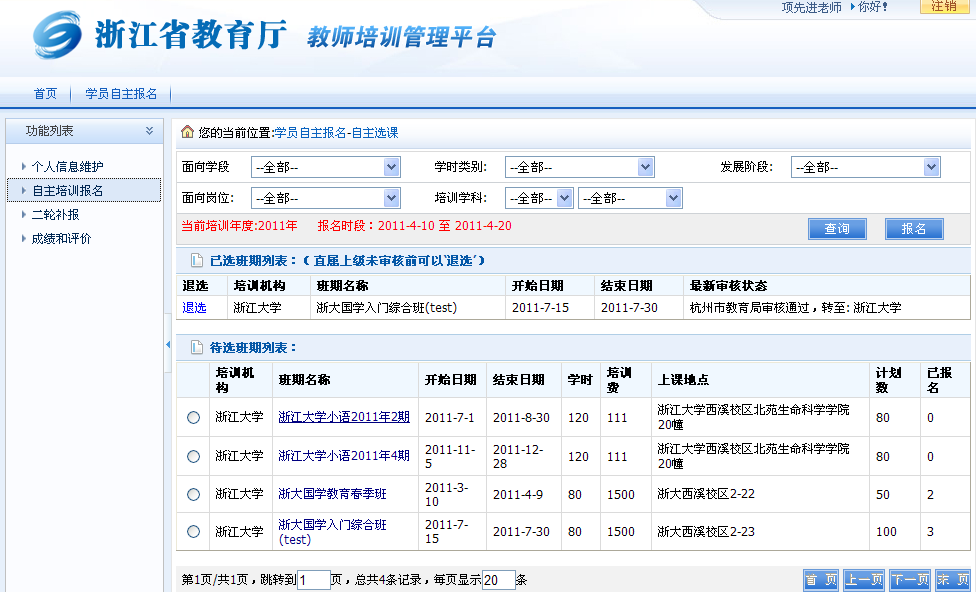 项先进老师 你好! 注销
浙江省教育厅 教师培训管理平台
首页 学员自主报名
功能列表
个人信息维护
自主培训报名
二轮补报
成绩和评价
您的当前位置:学员自主报名-自主选课
面向学段 --全部-- 学时类别: --全部-- 发展阶段: --全部--
面向岗位: --全部-- 培训学科: --全部-- --全部--
当前培训年度:2011年 报名时段：2011-4-10 至 2011-4-20 查询 报名
已选班期列表：（直属上级未审核前可以‘退选’）
退选 培训机构 班期名称 开始日期 结束日期 最新审核状态
退选 浙江大学 浙大国学入门综合班(test) 2011-7-15 2011-7-30 杭州市教育局审核通过，转至: 浙江大学
待选班期列表：
培训机构 班期名称 开始日期 结束日期 学时 培训费 上课地点 计划数 已报名
浙江大学 浙江大学小语2011年2期 2011-7-1 2011-8-30 120 111 浙江大学西溪校区北苑生命科学学院20幢 80 0
浙江大学 浙江大学小语2011年4期 2011-11-5 2011-12-28 120 111 浙江大学西溪校区北苑生命科学学院20幢 80 0
浙江大学 浙大国学教育春季班 2011-3-10 2011-4-9 80 1500 浙大西溪校区2-22 50 2
浙江大学 浙大国学入门综合班(test) 2011-7-15 2011-7-30 80 1500 浙大西溪校区2-23 100 3
第1页/共1页，跳转到1页，总共4条记录，每页显示20条 首 页 上一页 下一页 末 页